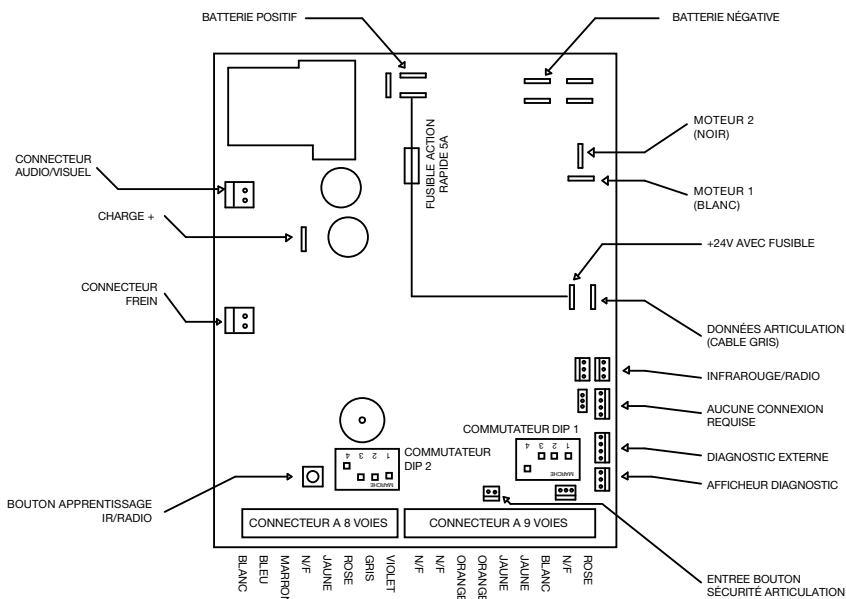 BATTERIE POSITIF
BATTERIE NÉGATIVE
MOTEUR 2
(NOIR)
FUSIBLE ACTION
RAPIDE 5A
CONNECTEUR
AUDIO/VISUEL
MOTEUR 1
(BLANC)
CHARGE +
+24V AVEC FUSIBLE
CONNECTEUR
FREIN
DONNÉES ARTICULATION
(CABLE GRIS)
INFRAROUGE/RADIO
AUCUNE CONNEXION
REQUISE
COMMUTATEUR DIP 1
4 3 2 1
MARCHE
COMMUTATEUR
DIP 2
4 3 2 1
MARCHE
DIAGNOSTIC EXTERNE
AFFICHEUR DIAGNOSTIC
BOUTON APPRENTISSAGE
IR/RADIO
CONNECTEUR A 8 VOIES
CONNECTEUR A 9 VOIES
BLANC
BLEU
MARRON
N/F
JAUNE
ROSE
GRIS
VIOLET
N/F
N/F
ORANGE
ORANGE
JAUNE
JAUNE
BLANC
N/F
ROSE
ENTREE BOUTON
SÉCURITÉ ARTICULATION